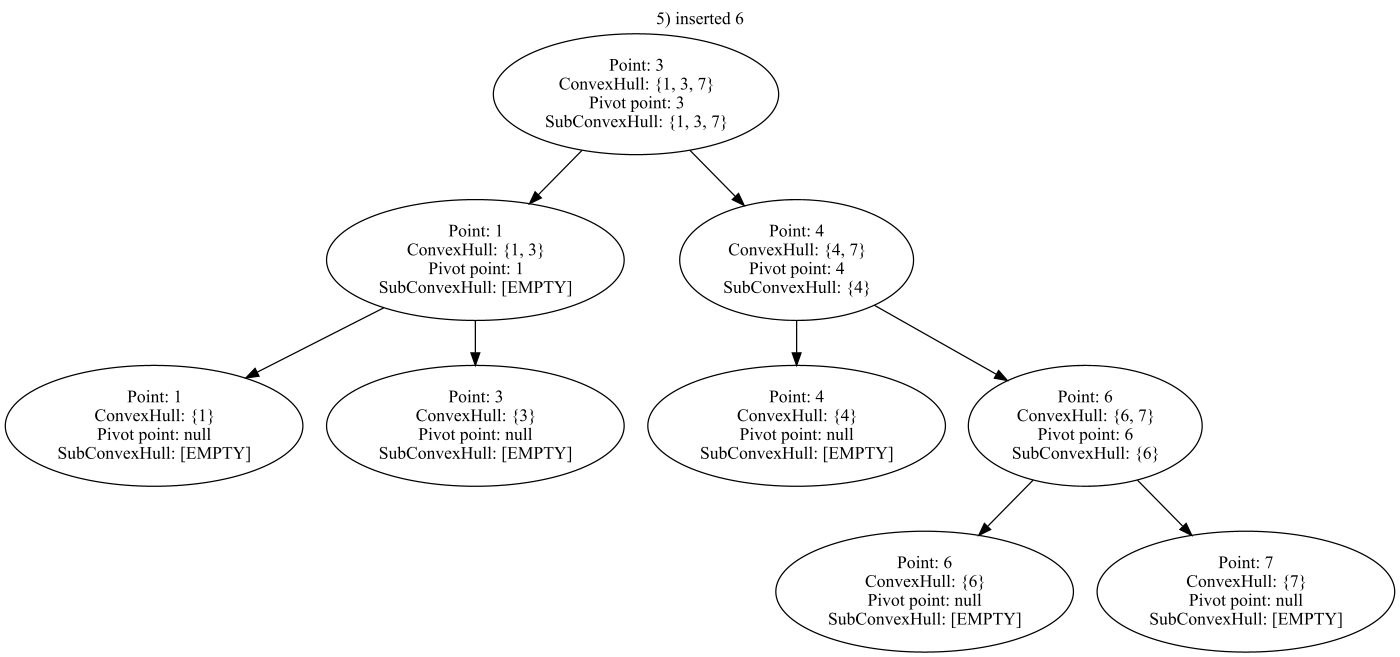 5) inserted 6
Point: 3
ConvexHull: {1, 3, 7}
Pivot point: 3
SubConvexHull: {1, 3, 7}
Point: 1
ConvexHull: {1, 3}
Pivot point: 1
SubConvexHull: [EMPTY]
Point: 4
ConvexHull: {4, 7}
Pivot point: 4
SubConvexHull: {4}
Point: 1
ConvexHull: {1}
Pivot point: null
SubConvexHull: [EMPTY]
Point: 3
ConvexHull: {3}
Pivot point: null
SubConvexHull: [EMPTY]
Point: 4
ConvexHull: {4}
Pivot point: null
SubConvexHull: [EMPTY]
Point: 6
ConvexHull: {6, 7}
Pivot point: 6
SubConvexHull: {6}
Point: 6
ConvexHull: {6}
Pivot point: null
SubConvexHull: [EMPTY]
Point: 7
ConvexHull: {7}
Pivot point: null
SubConvexHull: [EMPTY]